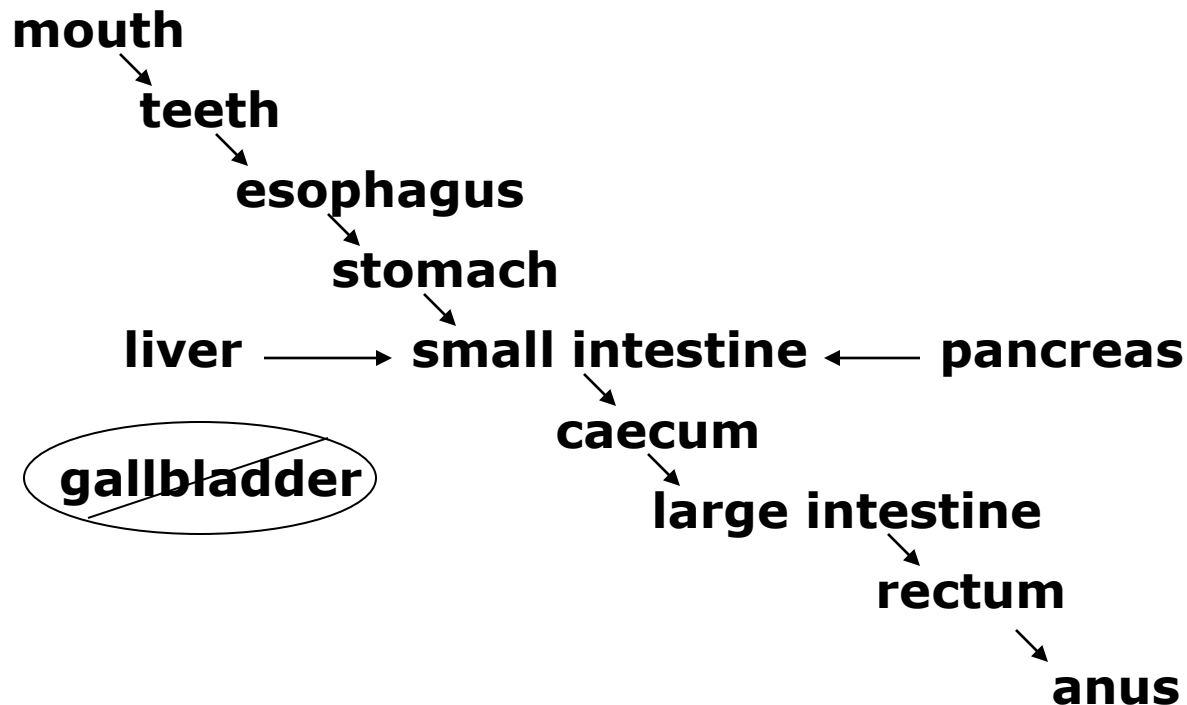 mouth
teeth
esophagus
stomach
liver small intestine pancreas
caecum
gallbladder
large intestine
rectum
anus